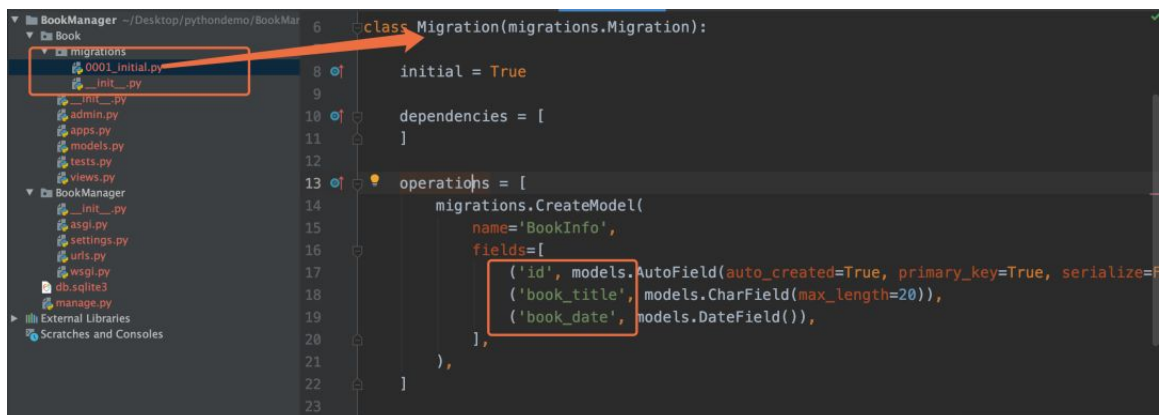 BookManager ~/Desktop/pythondemo/BookMar
Book
migrations
0001_initial.py
__init__.py
__init__.py
admin.py
apps.py
models.py
tests.py
views.py
BookManager
__init__.py
asgi.py
settings.py
urls.py
wsgi.py
db.sqlite3
manage.py
External Libraries
Scratches and Consoles
6 class Migration(migrations.Migration):
8 initial = True
9
10 dependencies = [
11 ]
12
13 operations = [
14 migrations.CreateModel(
15 name='BookInfo',
16 fields=[
17 ('id', models.AutoField(auto_created=True, primary_key=True, serialize=F
18 ('book_title', models.CharField(max_length=20)),
19 ('book_date', models.DateField()),
20 ],
21 ),
22 ]
23